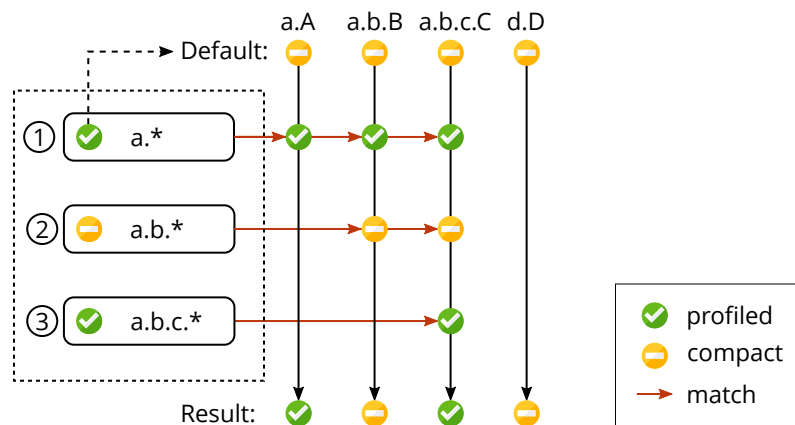 a.A a.b.B a.b.c.C d.D
Default:
1 a.*
2 a.b.*
3 a.b.c.*
profiled
compact
match
Result: